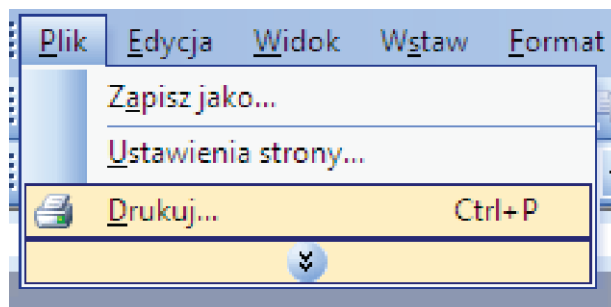 Plik Edycja Widok Wstaw Format
Zapisz jako...
Ustawienia strony...
Drukuj... Ctrl+P